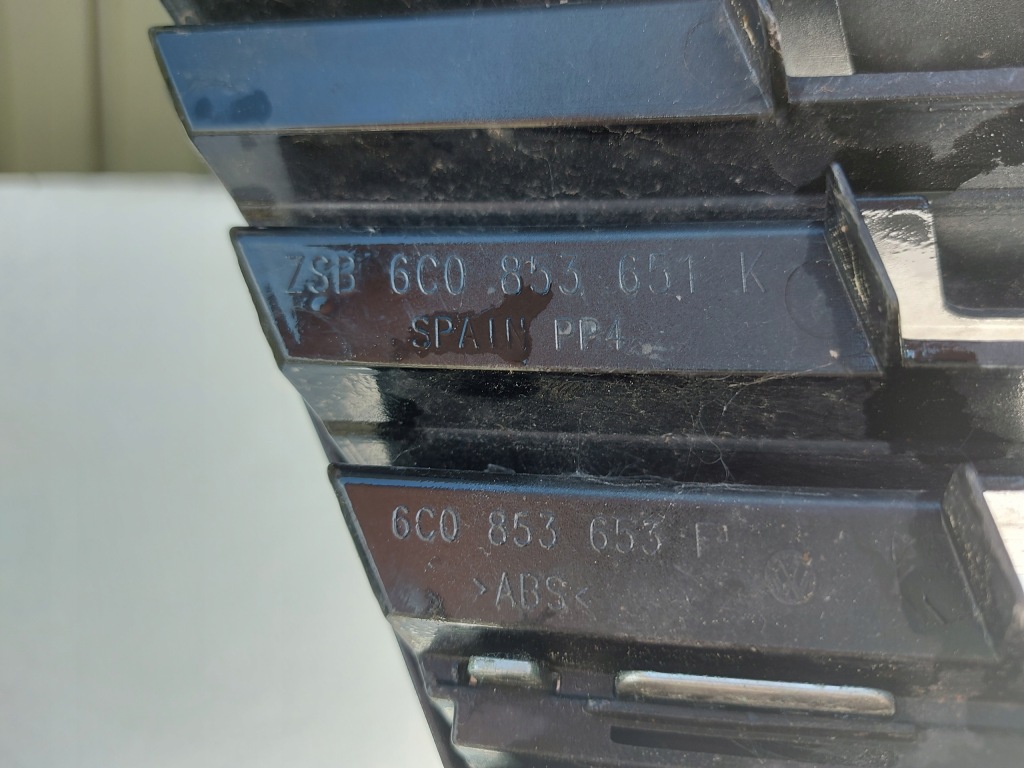 ZSB 6C0 853 651 K
SPAIN PP4
6C0 853 653 F
>ABS<